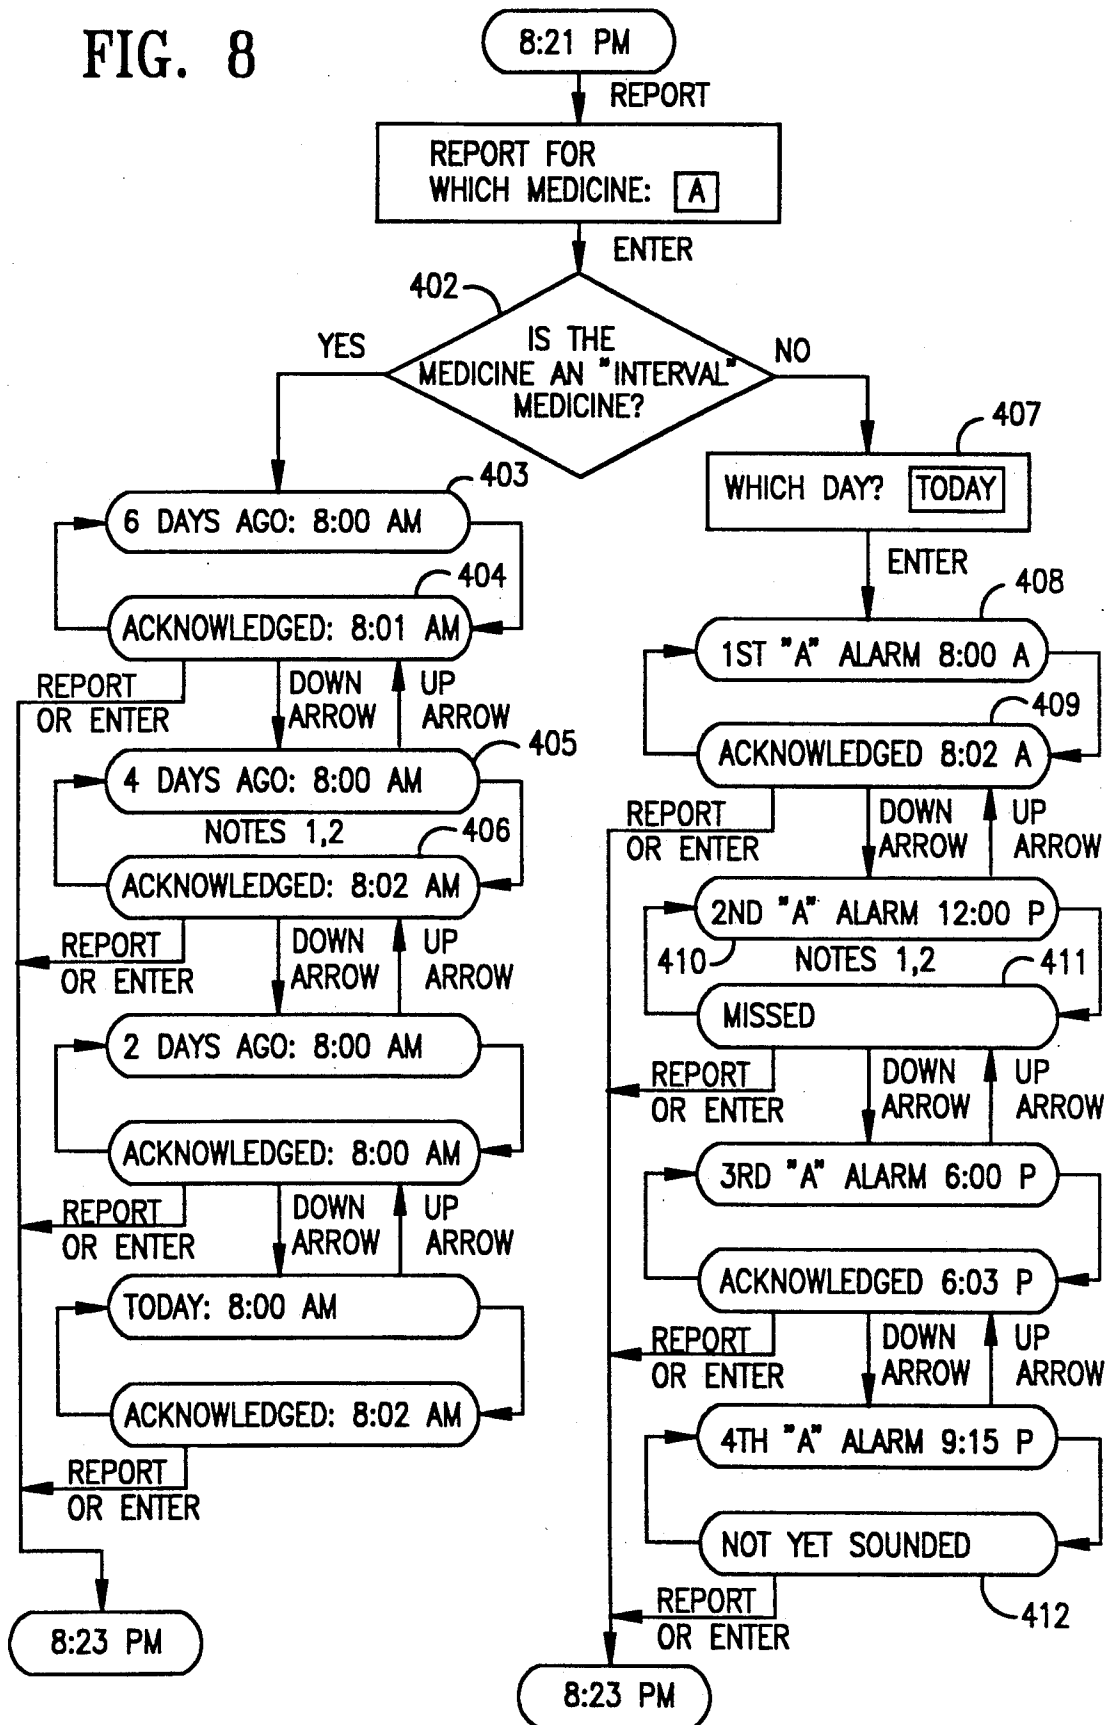 FIG. 8
8:21 PM
REPORT
REPORT FOR
WHICH MEDICINE: A
ENTER
402
IS THE
MEDICINE AN "INTERVAL"
MEDICINE?
YES
NO
403
6 DAYS AGO: 8:00 AM
404
ACKNOWLEDGED: 8:01 AM
REPORT
OR ENTER
DOWN
ARROW
UP
ARROW
405
4 DAYS AGO: 8:00 AM
NOTES 1,2
406
ACKNOWLEDGED: 8:02 AM
REPORT
OR ENTER
DOWN
ARROW
UP
ARROW
2 DAYS AGO: 8:00 AM
ACKNOWLEDGED: 8:00 AM
REPORT
OR ENTER
DOWN
ARROW
UP
ARROW
TODAY: 8:00 AM
ACKNOWLEDGED: 8:02 AM
REPORT
OR ENTER
8:23 PM
407
WHICH DAY? TODAY
ENTER
408
1ST "A" ALARM 8:00 A
409
ACKNOWLEDGED 8:02 A
REPORT
OR ENTER
DOWN
ARROW
UP
ARROW
2ND "A" ALARM 12:00 P
410
NOTES 1,2
411
MISSED
REPORT
OR ENTER
DOWN
ARROW
UP
ARROW
3RD "A" ALARM 6:00 P
ACKNOWLEDGED 6:03 P
REPORT
OR ENTER
DOWN
ARROW
UP
ARROW
4TH "A" ALARM 9:15 P
NOT YET SOUNDED
412
REPORT
OR ENTER
8:23 PM